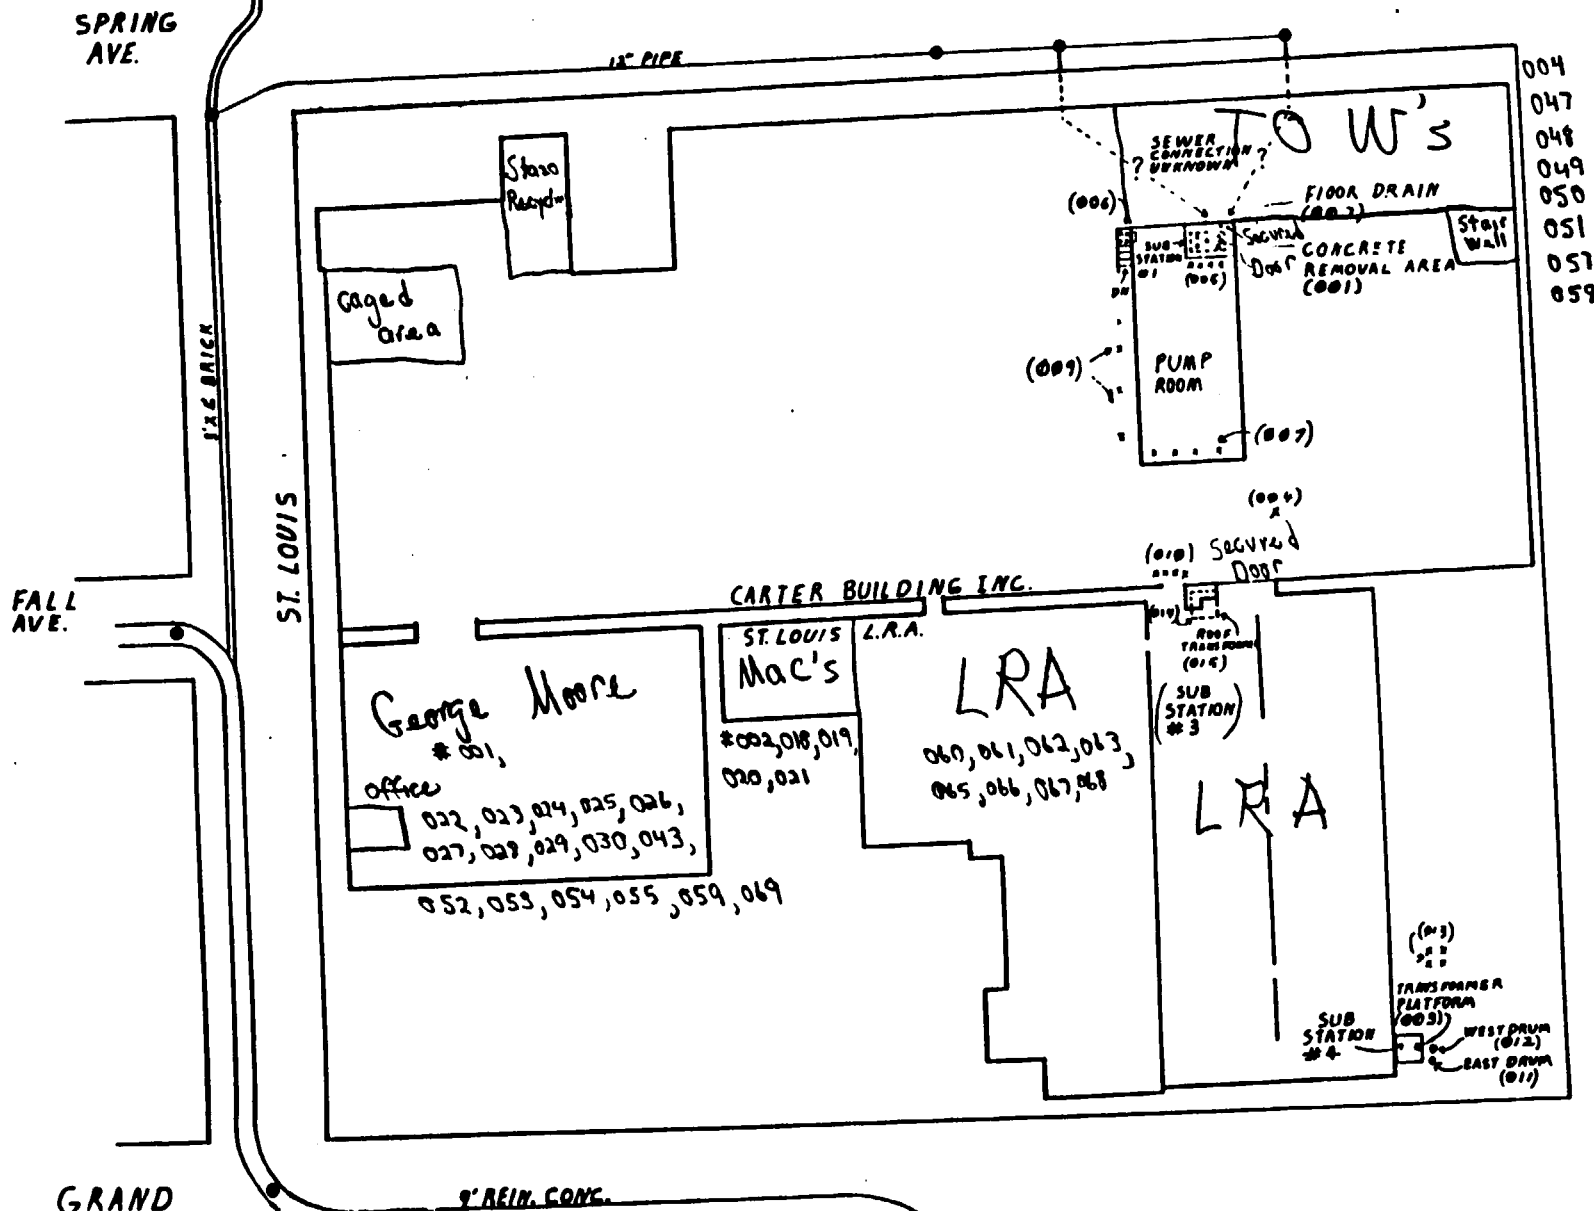 SPRING
AVE.
12" PIPE
004
047
048
049
050
051
057
TOW'S
SEWER
CONNECTION
UNKNOWN
?
?
FLOOR DRAIN
(006)
Stair
Wall
SUB
STATION
#1
Secured
Door
CONCRETE
REMOVAL AREA
(001)
DN
Caged
area
BRICK
PUMP
ROOM
(009)
(007)
ST. LOUIS
(004)
(010)
Secured
Door
CARTER BUILDING INC.
FALL
AVE.
ST. LOUIS
L.R.A.
Mac's
LRA
ROOF
(015)
(SUB
STATION
#3)
George Moore
# 001,
#002,018,019,
020,021
060,061,062,063,
065,066,067,068
LRA
office
022,023,024,025,026,
027,028,029,030,043,
052,053,054,055,059,069
(013)
TRANSFORMER
PLATFORM
(003)
SUB
STATION
#4
WEST DRUM
(012)
EAST DRUM
(011)
GRAND
9' REIN. CONC.